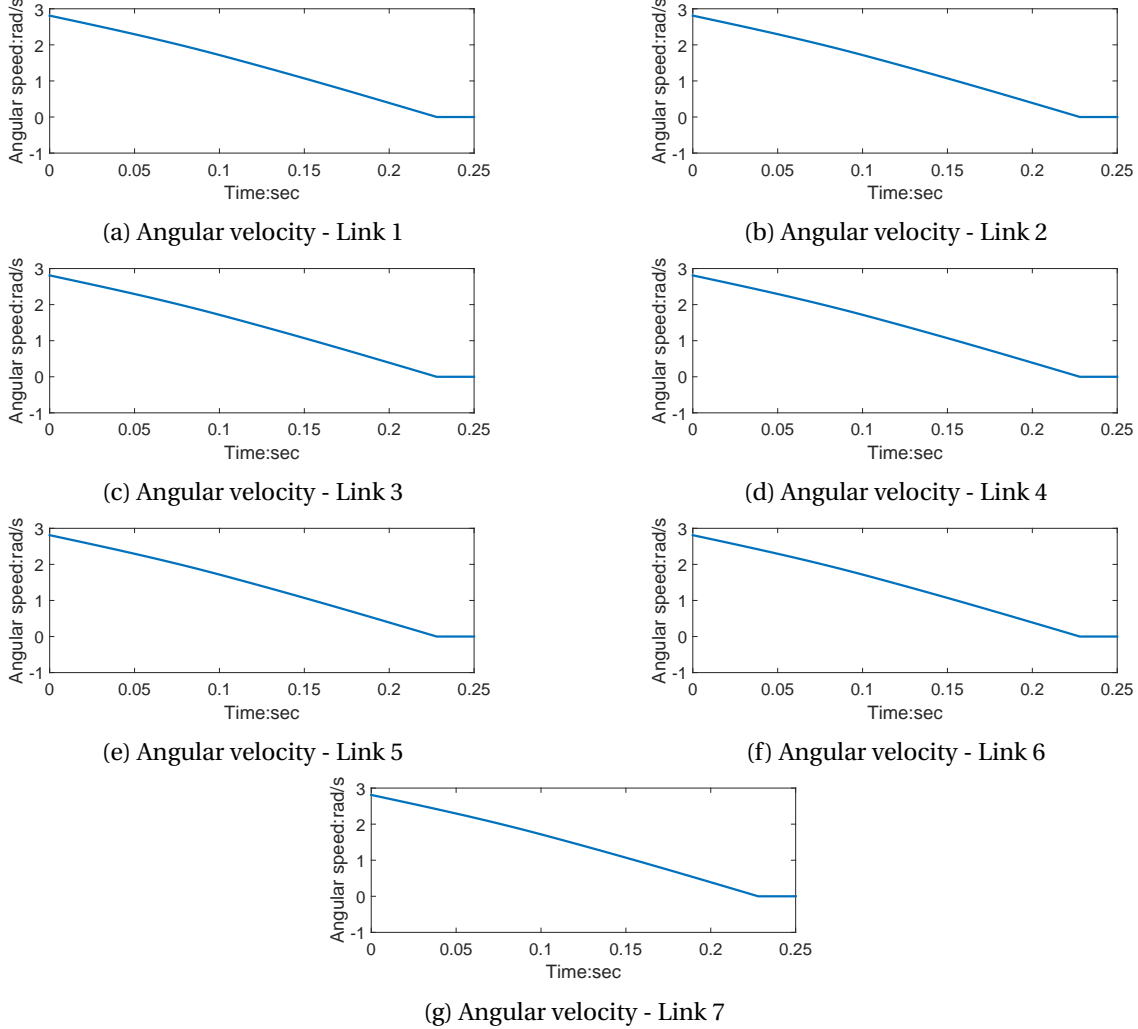 3
2
1
0
-1
Angular speed:rad/s
0 0.05 0.1 0.15 0.2 0.25
Time:sec
(a) Angular velocity - Link 1
3
2
1
0
-1
Angular speed:rad/s
0 0.05 0.1 0.15 0.2 0.25
Time:sec
(b) Angular velocity - Link 2
3
2
1
0
-1
Angular speed:rad/s
0 0.05 0.1 0.15 0.2 0.25
Time:sec
(c) Angular velocity - Link 3
3
2
1
0
-1
Angular speed:rad/s
0 0.05 0.1 0.15 0.2 0.25
Time:sec
(d) Angular velocity - Link 4
3
2
1
0
-1
Angular speed:rad/s
0 0.05 0.1 0.15 0.2 0.25
Time:sec
(e) Angular velocity - Link 5
3
2
1
0
-1
Angular speed:rad/s
0 0.05 0.1 0.15 0.2 0.25
Time:sec
(f) Angular velocity - Link 6
3
2
1
0
-1
Angular speed:rad/s
0 0.05 0.1 0.15 0.2 0.25
Time:sec
(g) Angular velocity - Link 7